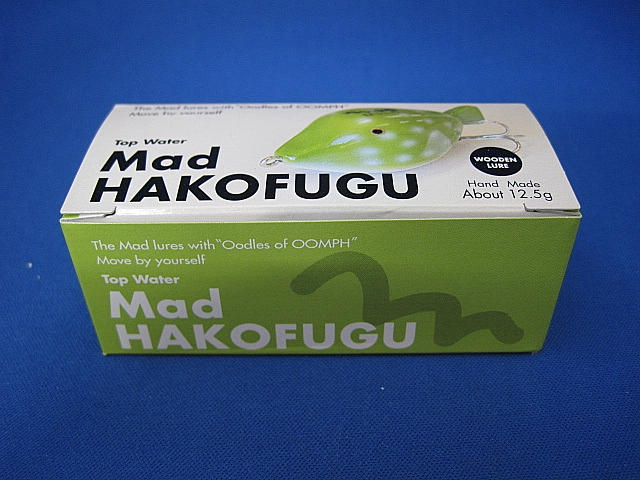 The Mad lures with "Oodles of OOMPH"
Move by yourself
Top Water
Mad
HAKOFUGU
WOODEN
LURE
Hand Made
About 12.5g
The Mad lures with "Oodles of OOMPH"
Move by yourself
Top Water
Mad
HAKOFUGU